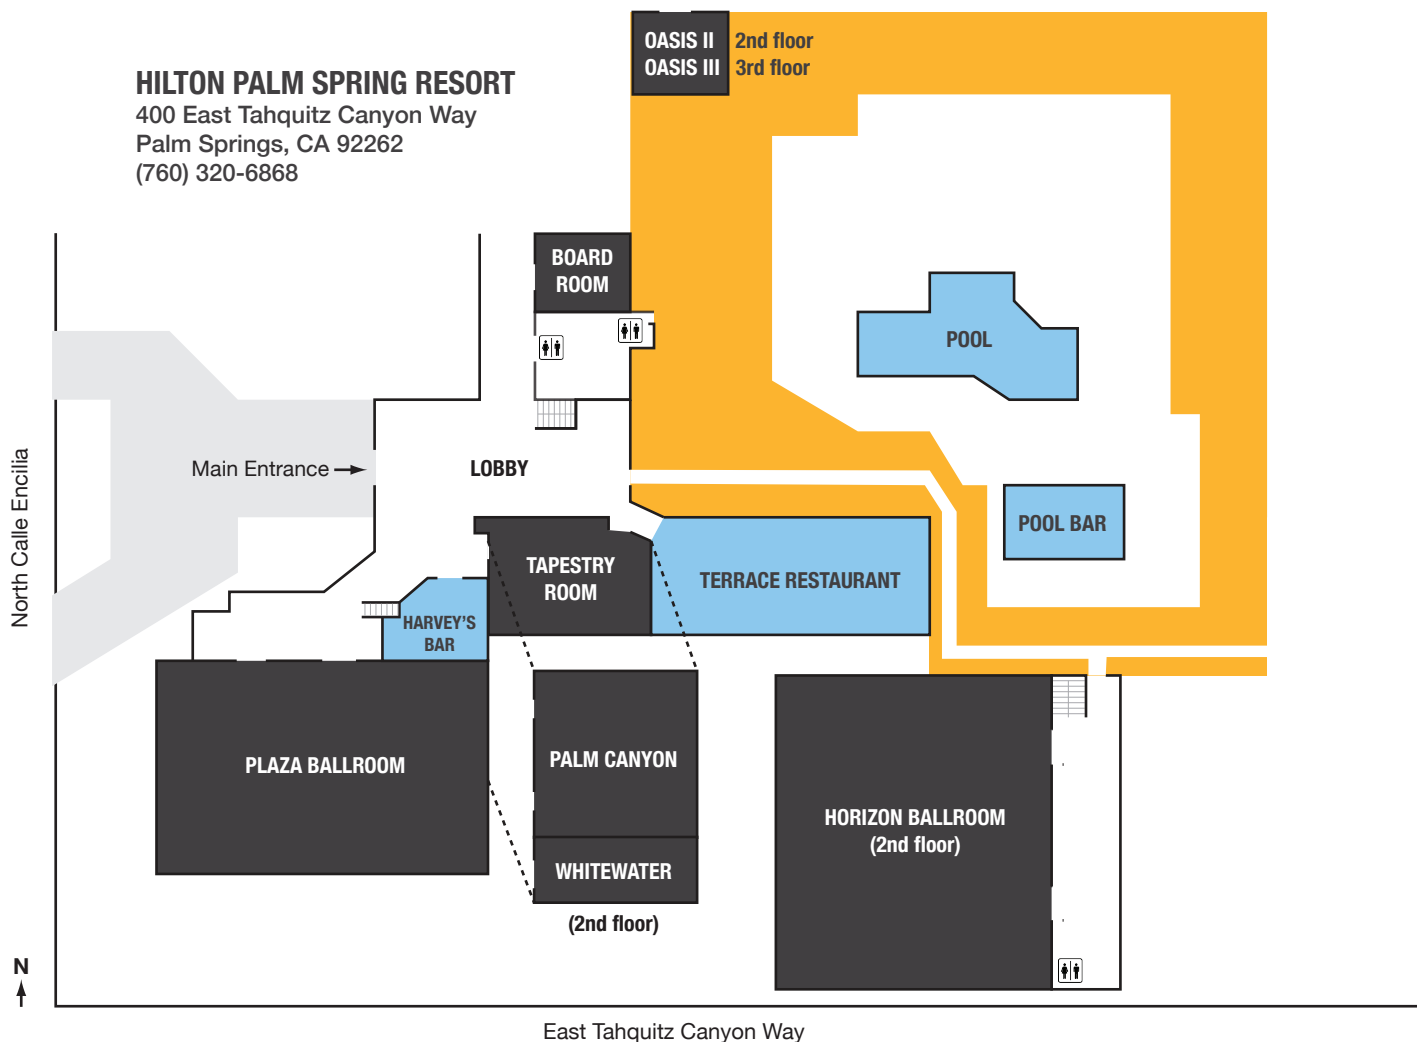 OASIS II 2nd floor
OASIS III 3rd floor
HILTON PALM SPRING RESORT
400 East Tahquitz Canyon Way
Palm Springs, CA 92262
(760) 320-6868
BOARD
ROOM
POOL
Main Entrance
LOBBY
POOL BAR
North Calle Encilia
TAPESTRY
ROOM
TERRACE RESTAURANT
HARVEY'S
BAR
PLAZA BALLROOM
PALM CANYON
HORIZON BALLROOM
(2nd floor)
WHITEWATER
(2nd floor)
N
East Tahquitz Canyon Way